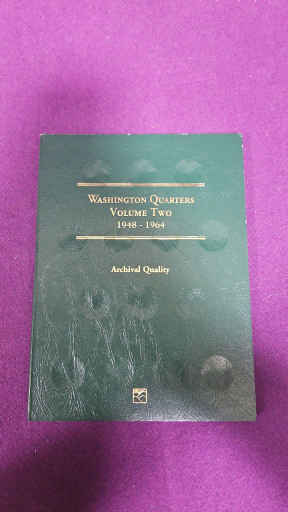 WASHINGTON QUARTERS
VOLUME TWO
1948 - 1964
Archival Quality